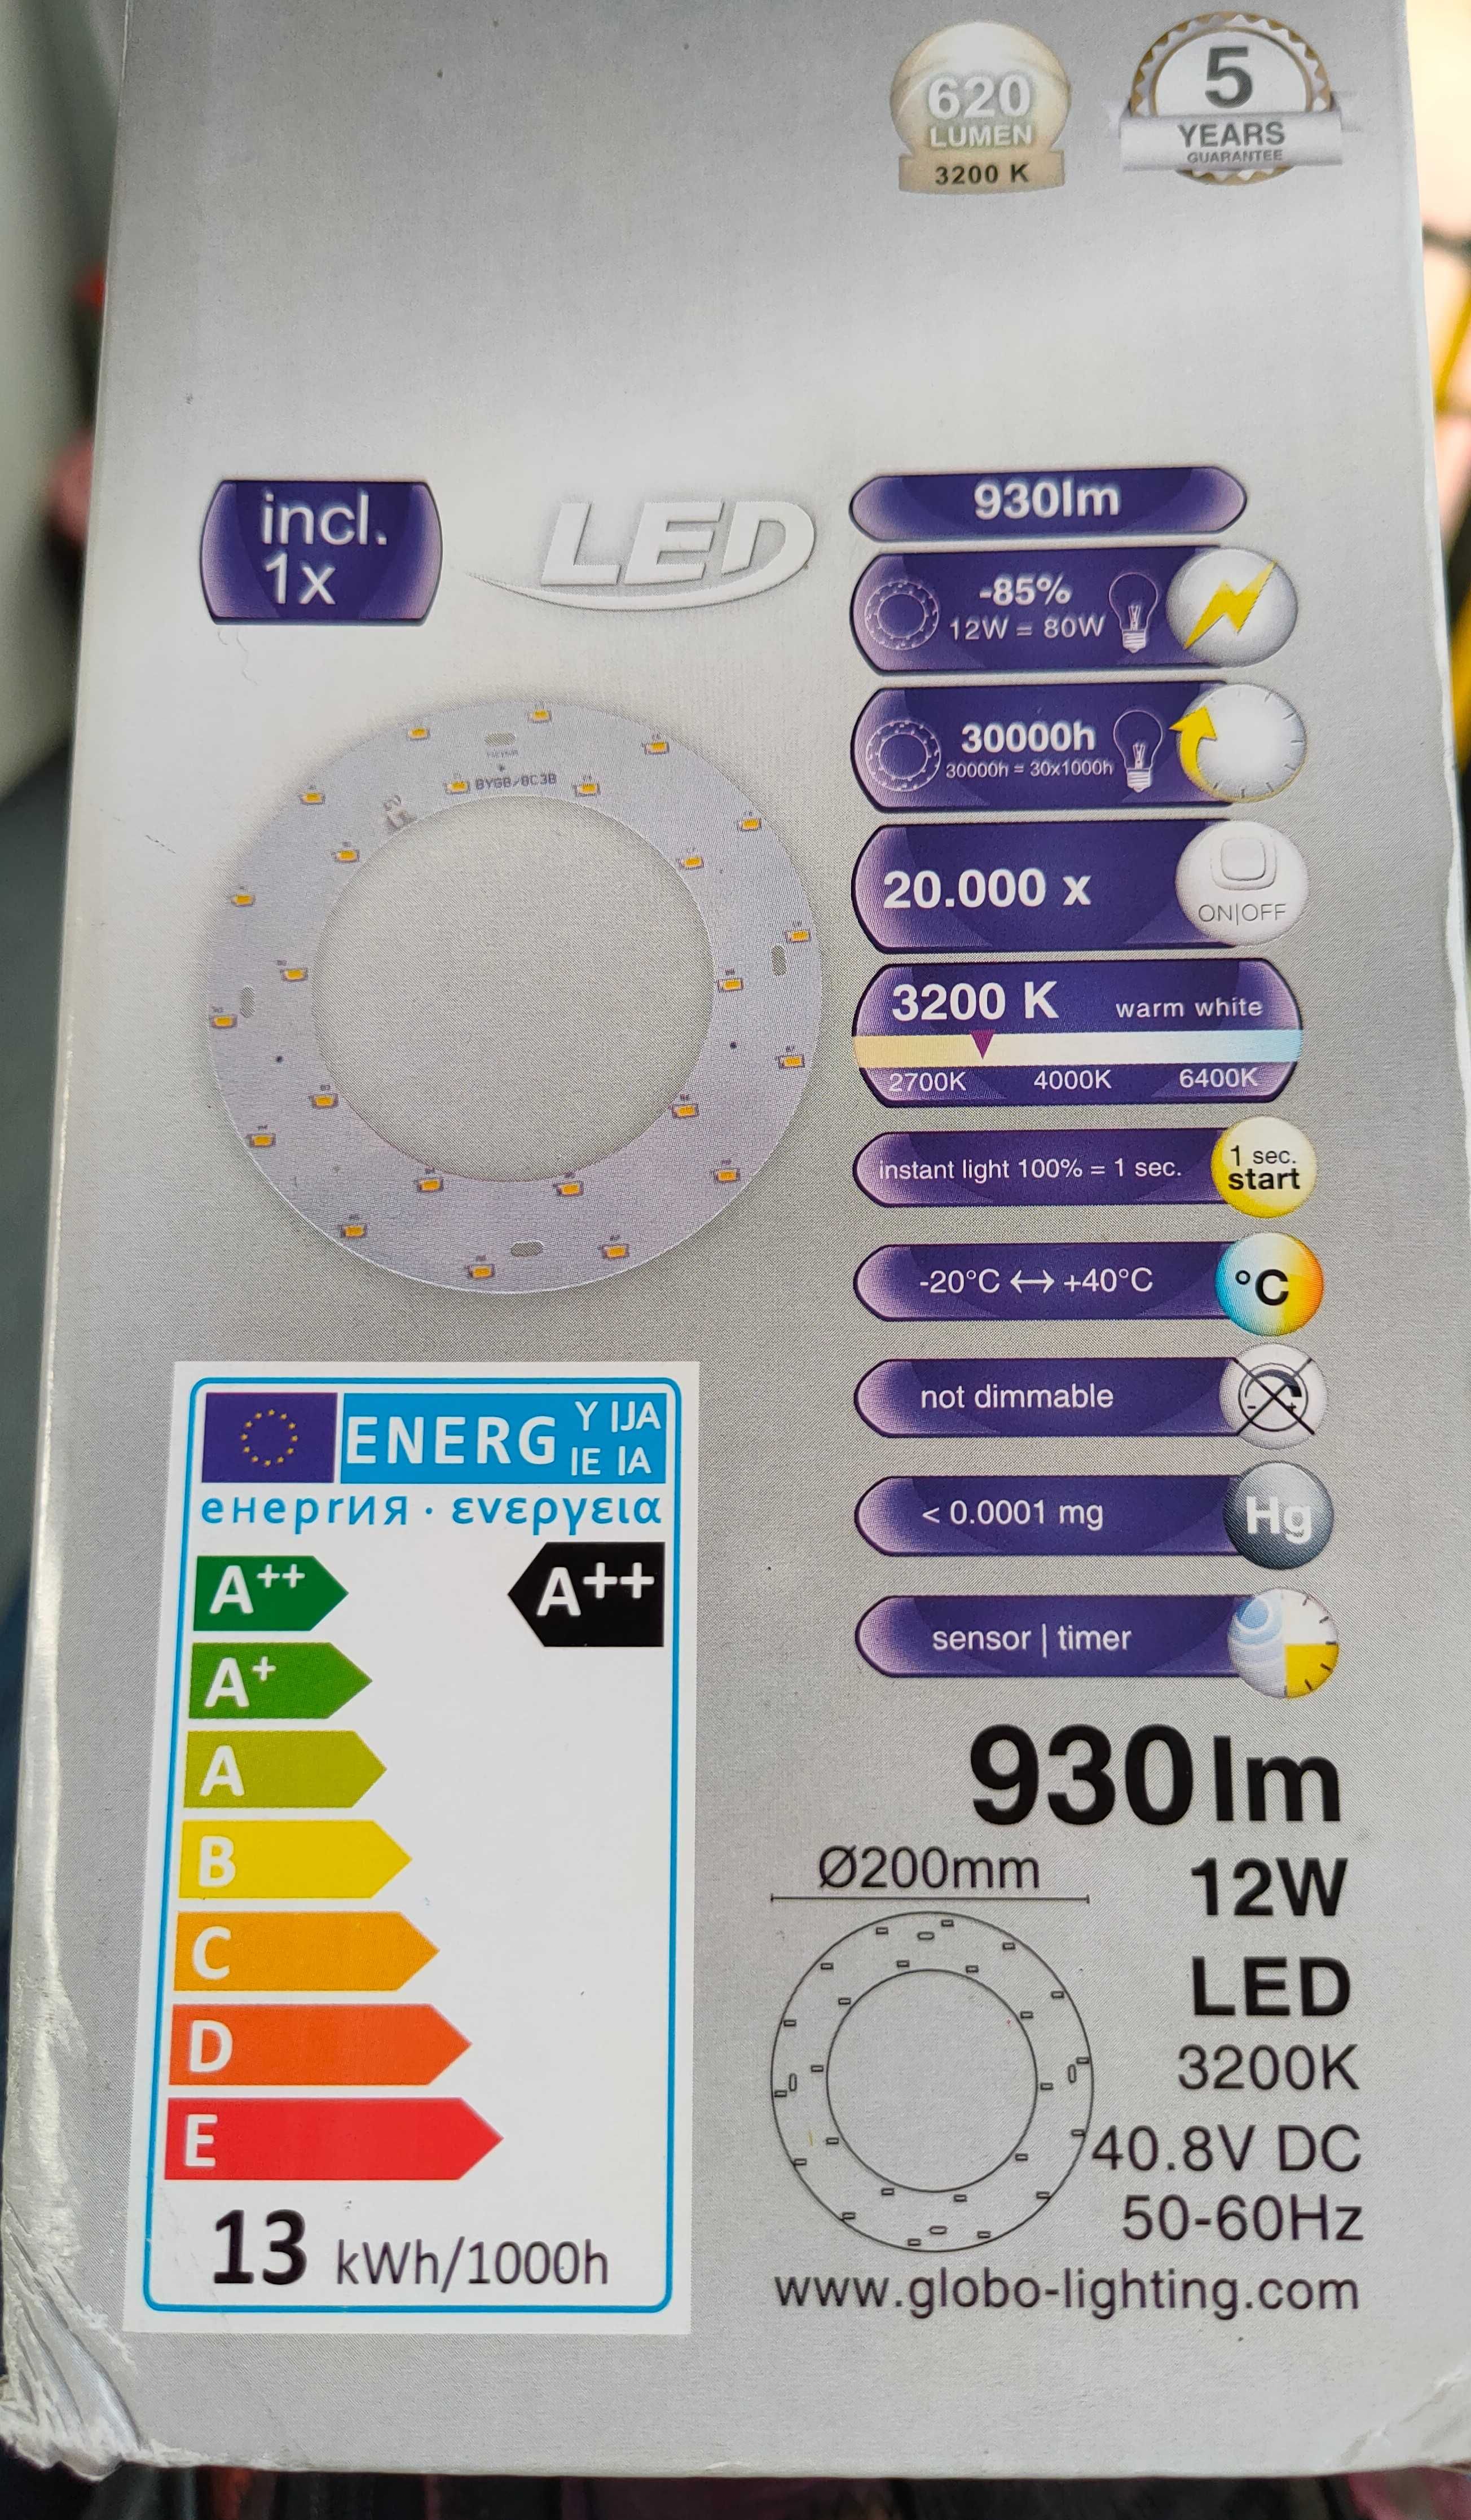 620
LUMEN
3200 K
5
YEARS
GUARANTEE
incl.
1x
LED
BYGB/8C3B
930lm
-85%
12W = 80W
30000h
30000h = 30x1000h
20.000 x
ON|OFF
3200 K warm white
2700K 4000K 6400K
instant light 100% = 1 sec.
1 sec.
start
-20°C ↔ +40°C
°C
not dimmable
- +
< 0.0001 mg
Hg
sensor | timer
ENERG Y IJA
IE IA
енергия · ενεργεια
A++ A++
A+
A
B
C
D
E
13 kWh/1000h
930lm
Ø200mm
12W
LED
3200K
40.8V DC
50-60Hz
www.globo-lighting.com